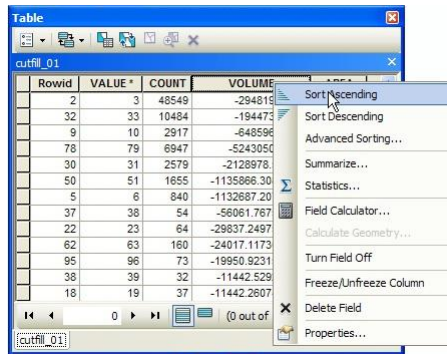 Table
cutfill_01
Rowid VALUE * COUNT VOLUME AREA
2 3 48549 -294819
32 33 10484 -194473
9 10 2917 -648596
78 79 6947 -5243050
30 31 2579 -2128978.
50 51 1655 -1135866.30
5 6 840 -1132687.20
37 38 54 -56061.767
22 23 64 -29837.2497
62 63 160 -24017.1173
95 96 73 -19950.9231
38 39 32 -11442.529
18 19 37 -11442.2607
Sort Ascending
Sort Descending
Advanced Sorting...
Summarize...
Σ Statistics...
Field Calculator...
Calculate Geometry...
Turn Field Off
Freeze/Unfreeze Column
Delete Field
Properties...
0 (0 out of
cutfill_01